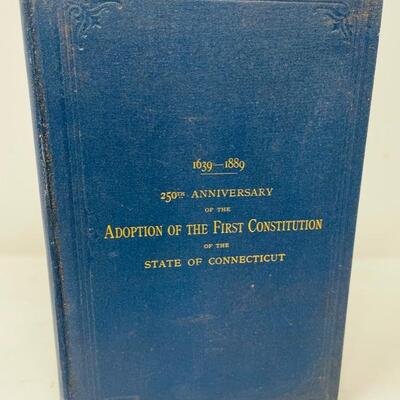 1639—1889
250TH ANNIVERSARY
OF THE
ADOPTION OF THE FIRST CONSTITUTION
OF THE
STATE OF CONNECTICUT